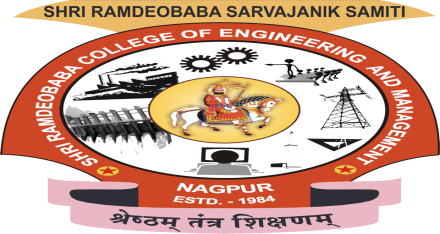 SHRI RAMDEOBABA SARVAJANIK SAMITI
SHRI RAMDEOBABA COLLEGE OF ENGINEERING AND MANAGEMENT
NAGPUR
ESTD. - 1984
श्रेष्ठम् तंत्र शिक्षणम्